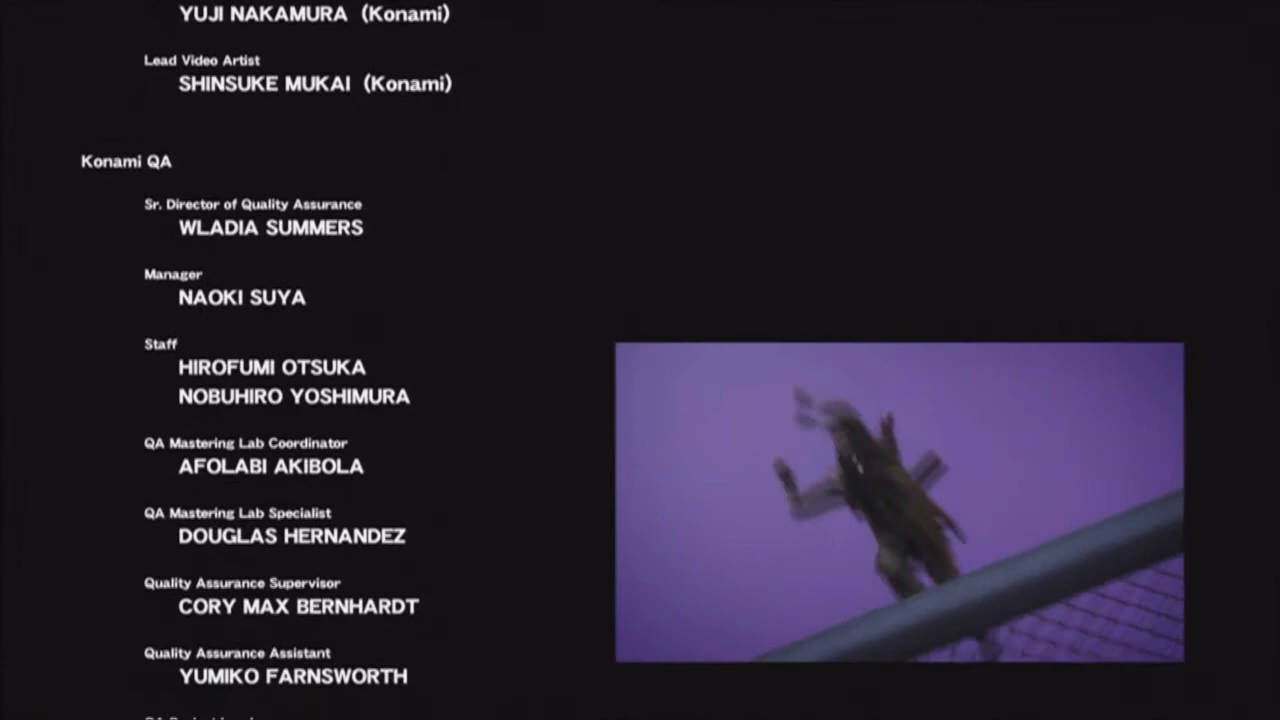 YUJI NAKAMURA (Konami)
Lead Video Artist
SHINSUKE MUKAI (Konami)
Konami QA
Sr. Director of Quality Assurance
WLADIA SUMMERS
Manager
NAOKI SUYA
Staff
HIROFUMI OTSUKA
NOBUHIRO YOSHIMURA
QA Mastering Lab Coordinator
AFOLABI AKIBOLA
QA Mastering Lab Specialist
DOUGLAS HERNANDEZ
Quality Assurance Supervisor
CORY MAX BERNHARDT
Quality Assurance Assistant
YUMIKO FARNSWORTH